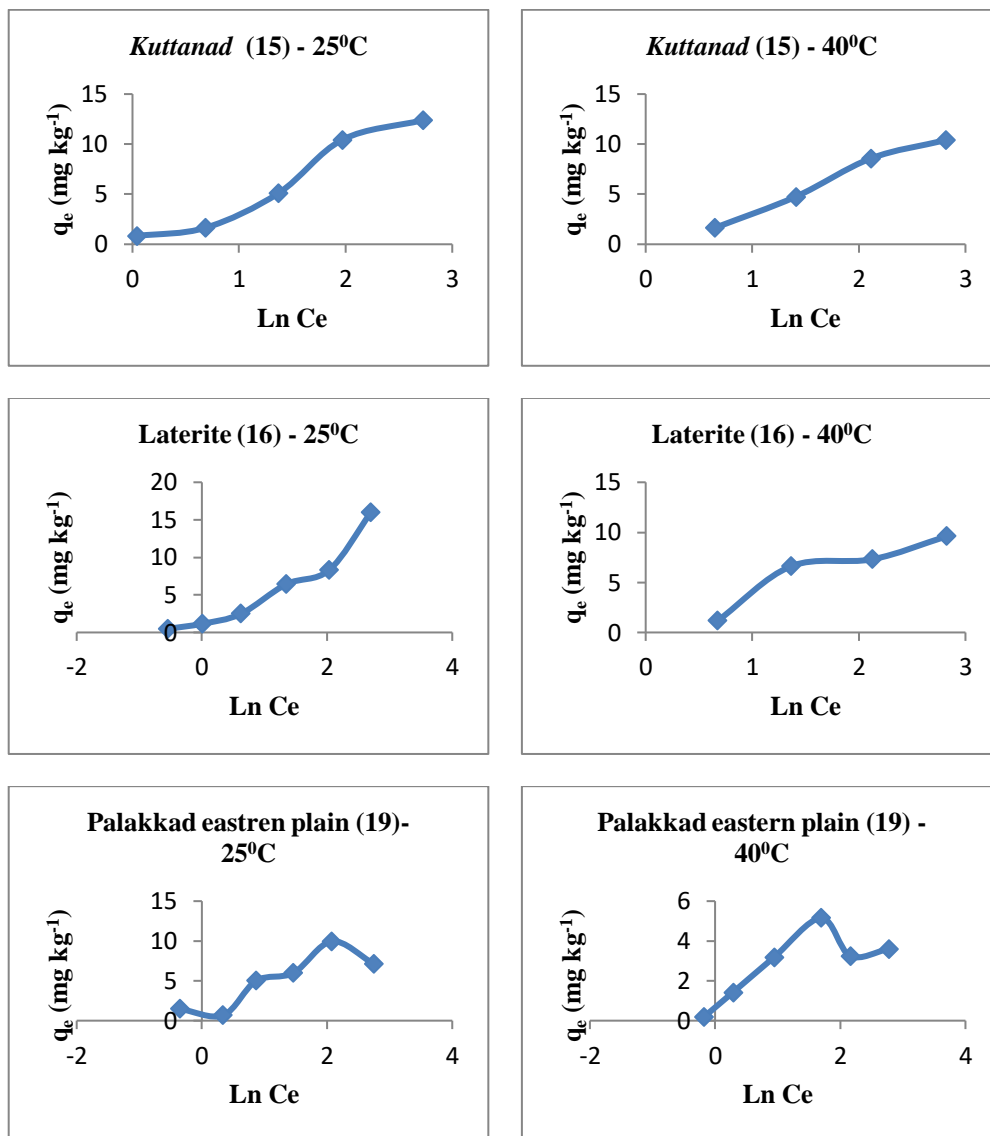 Kuttanad (15) - 25⁰C
15
10
5
0
qₑ (mg kg⁻¹)
0 1 2 3
Ln Ce
Kuttanad (15) - 40⁰C
15
10
5
0
qₑ (mg kg⁻¹)
0 1 2 3
Ln Ce
Laterite (16) - 25⁰C
20
15
10
5
0
qₑ (mg kg⁻¹)
-2 0 2 4
Ln Ce
Laterite (16) - 40⁰C
15
10
5
0
qₑ (mg kg⁻¹)
0 1 2 3
Ln Ce
Palakkad eastren plain (19)-
25⁰C
15
10
5
0
qₑ (mg kg⁻¹)
-2 0 2 4
Ln Ce
Palakkad eastern plain (19) -
40⁰C
6
4
2
0
qₑ (mg kg⁻¹)
-2 0 2 4
Ln Ce